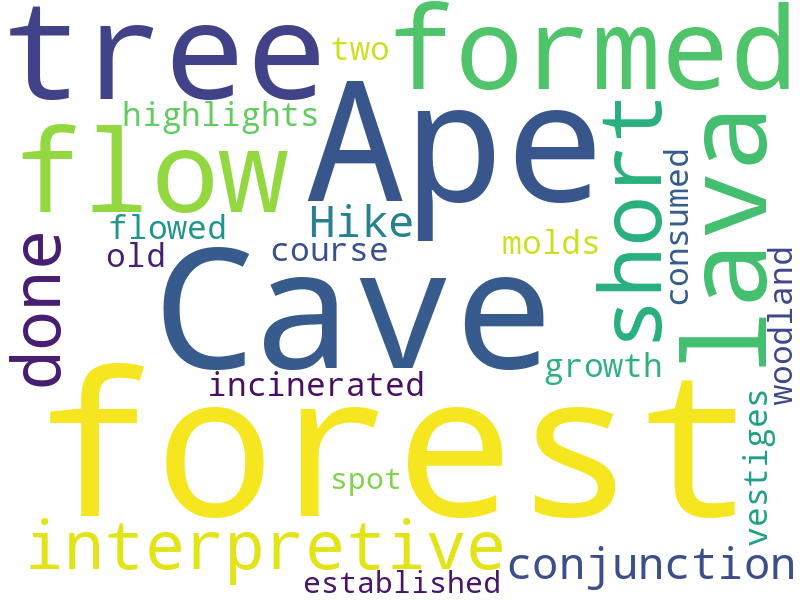 tree
two
formed
highlights
Ape
short
lava
flow
Hike
flowed
old
course
molds
consumed
done
Cave
woodland
growth
incinerated
forest
vestiges
spot
interpretive
conjunction
established